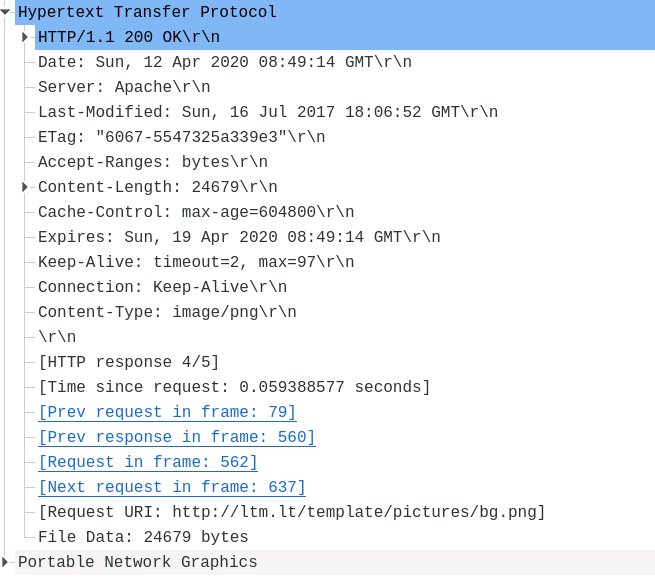 Hypertext Transfer Protocol
HTTP/1.1 200 OK\r\n
Date: Sun, 12 Apr 2020 08:49:14 GMT\r\n
Server: Apache\r\n
Last-Modified: Sun, 16 Jul 2017 18:06:52 GMT\r\n
ETag: "6067-5547325a339e3"\r\n
Accept-Ranges: bytes\r\n
Content-Length: 24679\r\n
Cache-Control: max-age=604800\r\n
Expires: Sun, 19 Apr 2020 08:49:14 GMT\r\n
Keep-Alive: timeout=2, max=97\r\n
Connection: Keep-Alive\r\n
Content-Type: image/png\r\n
\r\n
[HTTP response 4/5]
[Time since request: 0.059388577 seconds]
[Prev request in frame: 79]
[Prev response in frame: 560]
[Request in frame: 562]
[Next request in frame: 637]
[Request URI: http://ltm.lt/template/pictures/bg.png]
File Data: 24679 bytes
Portable Network Graphics